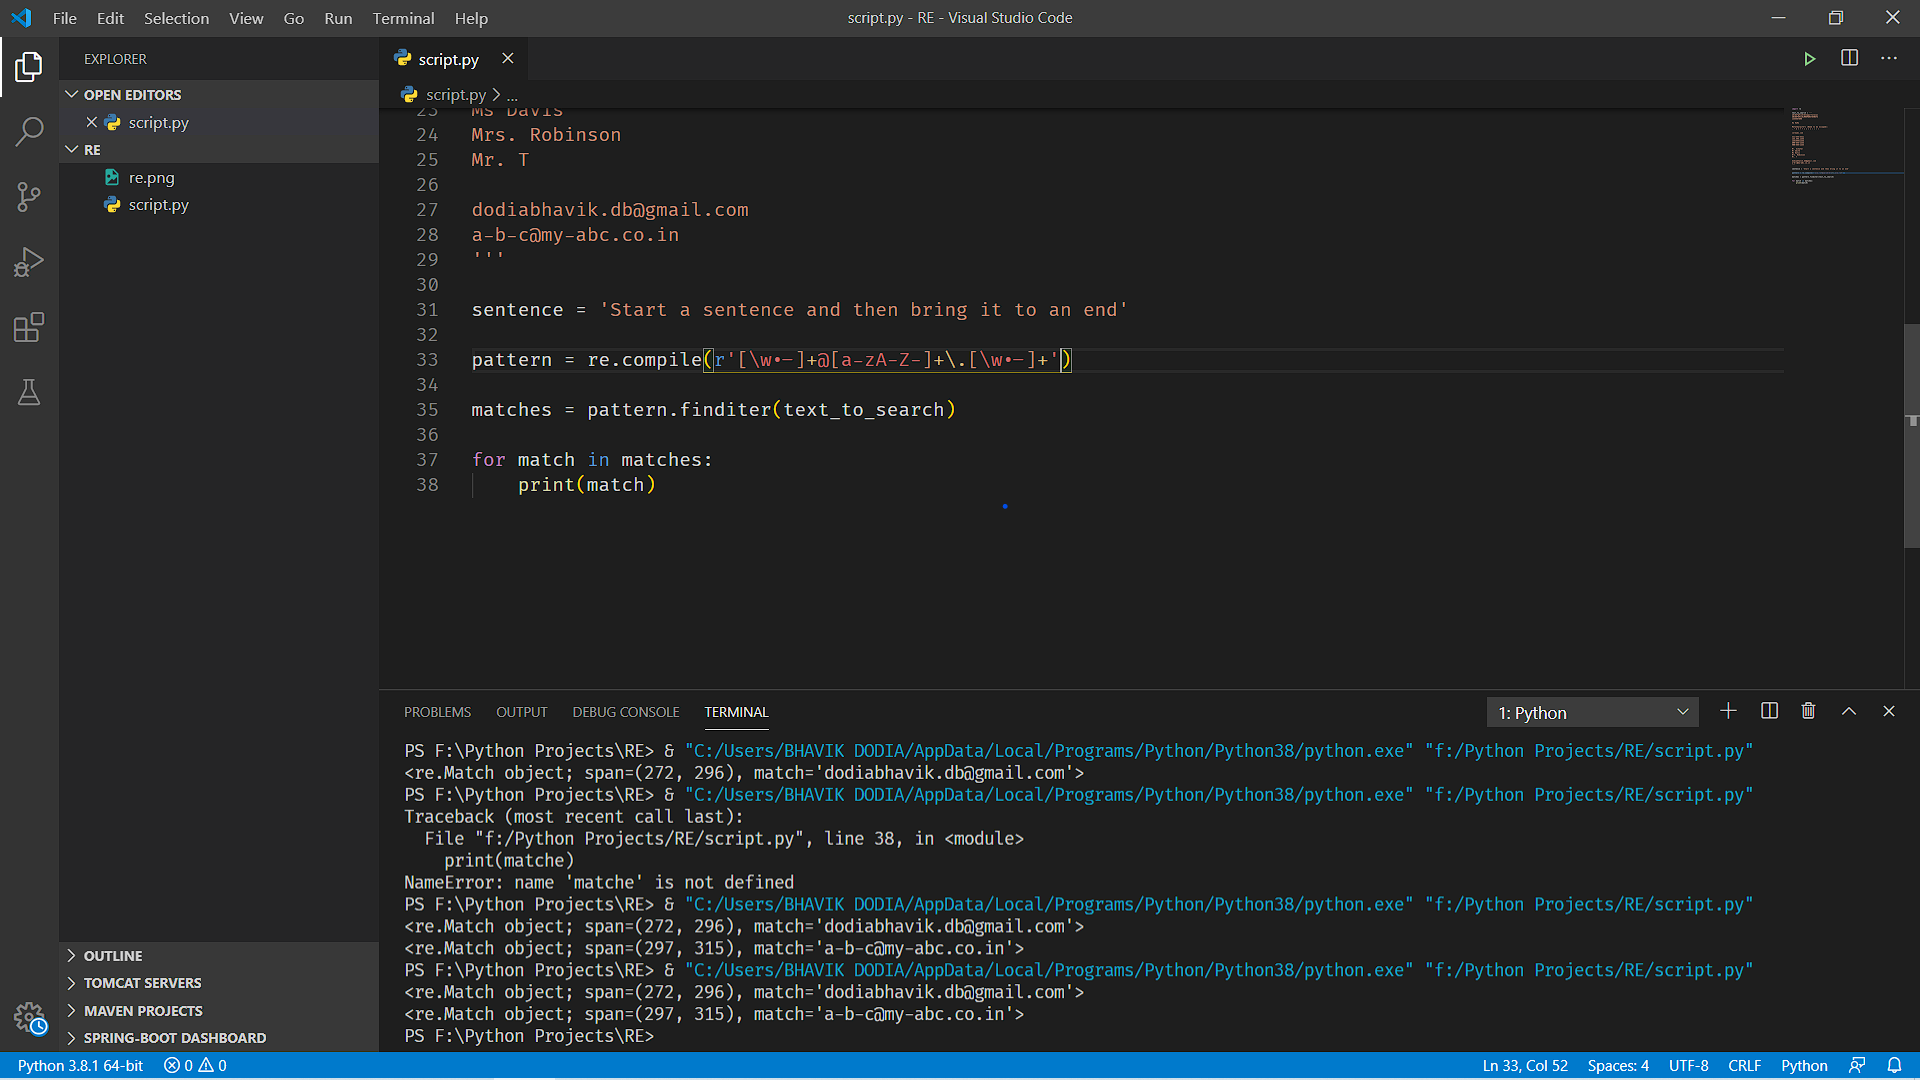 File Edit Selection View Go Run Terminal Help
script.py - RE - Visual Studio Code
EXPLORER
OPEN EDITORS
script.py
RE
re.png
script.py
OUTLINE
TOMCAT SERVERS
MAVEN PROJECTS
SPRING-BOOT DASHBOARD
script.py
script.py > ...
23 Ms Davis
24 Mrs. Robinson
25 Mr. T
26
27 dodiabhavik.db@gmail.com
28 a-b-c@my-abc.co.in
29 '''
30
31 sentence = 'Start a sentence and then bring it to an end'
32
33 pattern = re.compile(r'[\w•-]+@[a-zA-Z-]+\.[\w•-]+')
34
35 matches = pattern.finditer(text_to_search)
36
37 for match in matches:
38 print(match)
PROBLEMS OUTPUT DEBUG CONSOLE TERMINAL
1: Python
PS F:\Python Projects\RE> & "C:/Users/BHAVIK DODIA/AppData/Local/Programs/Python/Python38/python.exe" "f:/Python Projects/RE/script.py"
<re.Match object; span=(272, 296), match='dodiabhavik.db@gmail.com'>
PS F:\Python Projects\RE> & "C:/Users/BHAVIK DODIA/AppData/Local/Programs/Python/Python38/python.exe" "f:/Python Projects/RE/script.py"
Traceback (most recent call last):
File "f:/Python Projects/RE/script.py", line 38, in <module>
print(matche)
NameError: name 'matche' is not defined
PS F:\Python Projects\RE> & "C:/Users/BHAVIK DODIA/AppData/Local/Programs/Python/Python38/python.exe" "f:/Python Projects/RE/script.py"
<re.Match object; span=(272, 296), match='dodiabhavik.db@gmail.com'>
<re.Match object; span=(297, 315), match='a-b-c@my-abc.co.in'>
PS F:\Python Projects\RE> & "C:/Users/BHAVIK DODIA/AppData/Local/Programs/Python/Python38/python.exe" "f:/Python Projects/RE/script.py"
<re.Match object; span=(272, 296), match='dodiabhavik.db@gmail.com'>
<re.Match object; span=(297, 315), match='a-b-c@my-abc.co.in'>
PS F:\Python Projects\RE>
Python 3.8.1 64-bit 0 0
Ln 33, Col 52 Spaces: 4 UTF-8 CRLF Python